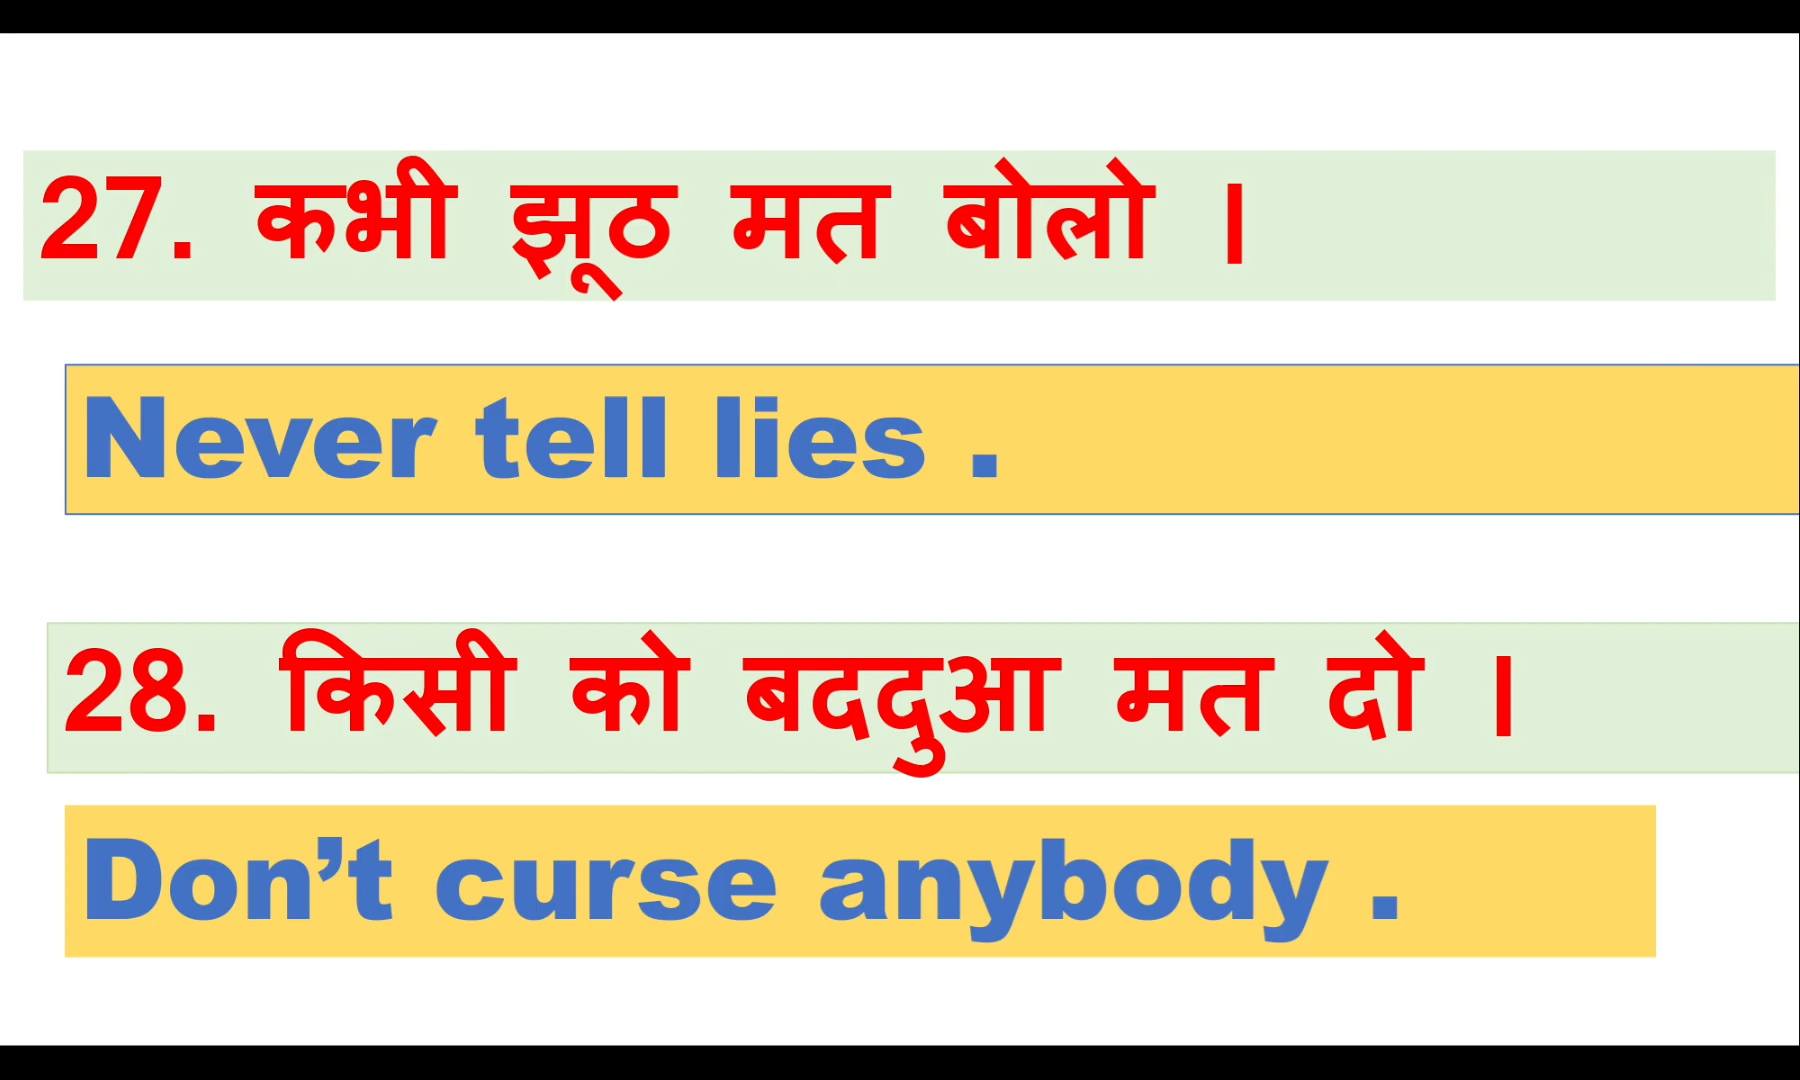 27. कभी झूठ मत बोलो ।
Never tell lies .
28. किसी को बददुआ मत दो ।
Don’t curse anybody .